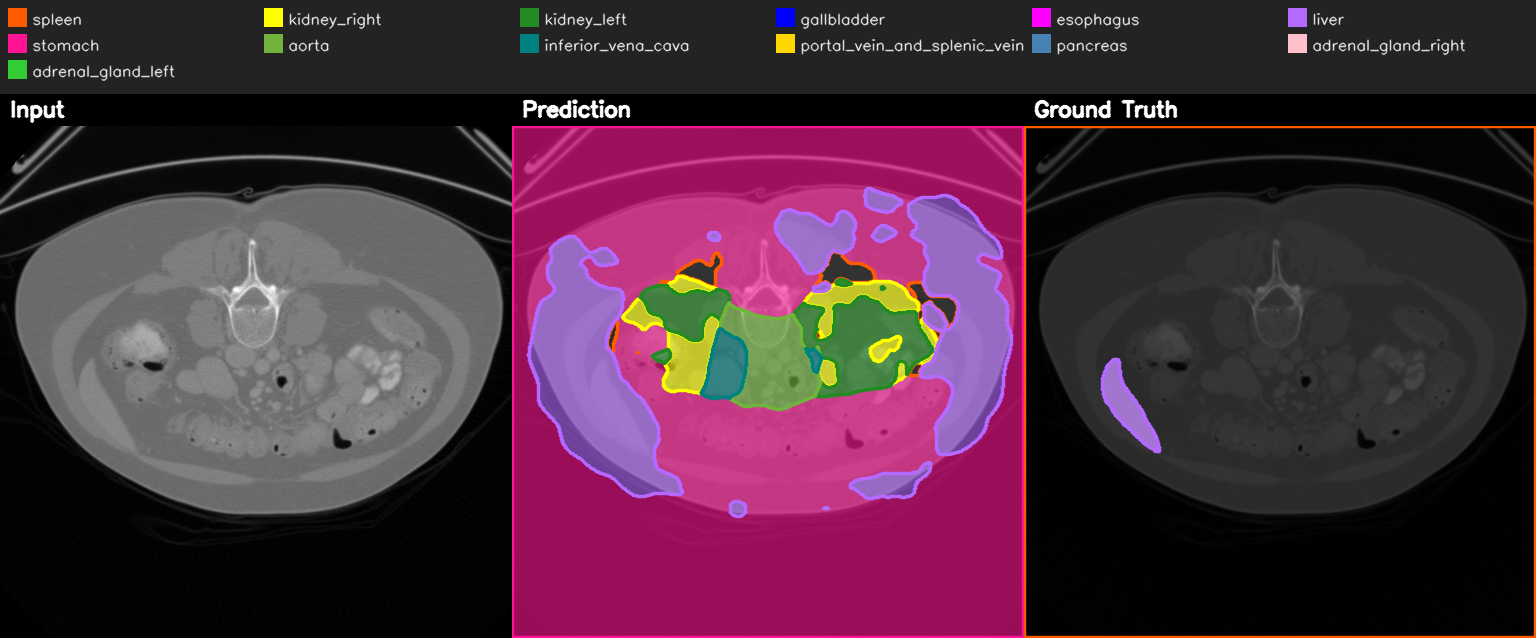 spleen kidney_right kidney_left gallbladder esophagus liver
stomach aorta inferior_vena_cava portal_vein_and_splenic_vein pancreas adrenal_gland_right
adrenal_gland_left
Input Prediction Ground Truth